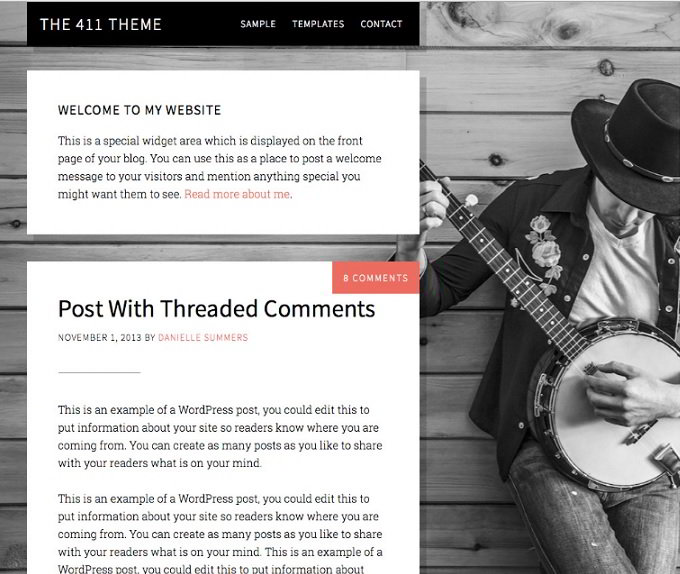 THE 411 THEME
SAMPLE TEMPLATES CONTACT
WELCOME TO MY WEBSITE
This is a special widget area which is displayed on the front
page of your blog. You can use this as a place to post a welcome
message to your visitors and mention anything special you
might want them to see. Read more about me.
8 COMMENTS
Post With Threaded Comments
NOVEMBER 1, 2013 BY DANIELLE SUMMERS
This is an example of a WordPress post, you could edit this to
put information about your site so readers know where you are
coming from. You can create as many posts as you like to share
with your readers what is on your mind.
This is an example of a WordPress post, you could edit this to
put information about your site so readers know where you are
coming from. You can create as many posts as you like to share
with your readers what is on your mind. This is an example of a
WordPress post, you could edit this to put information about